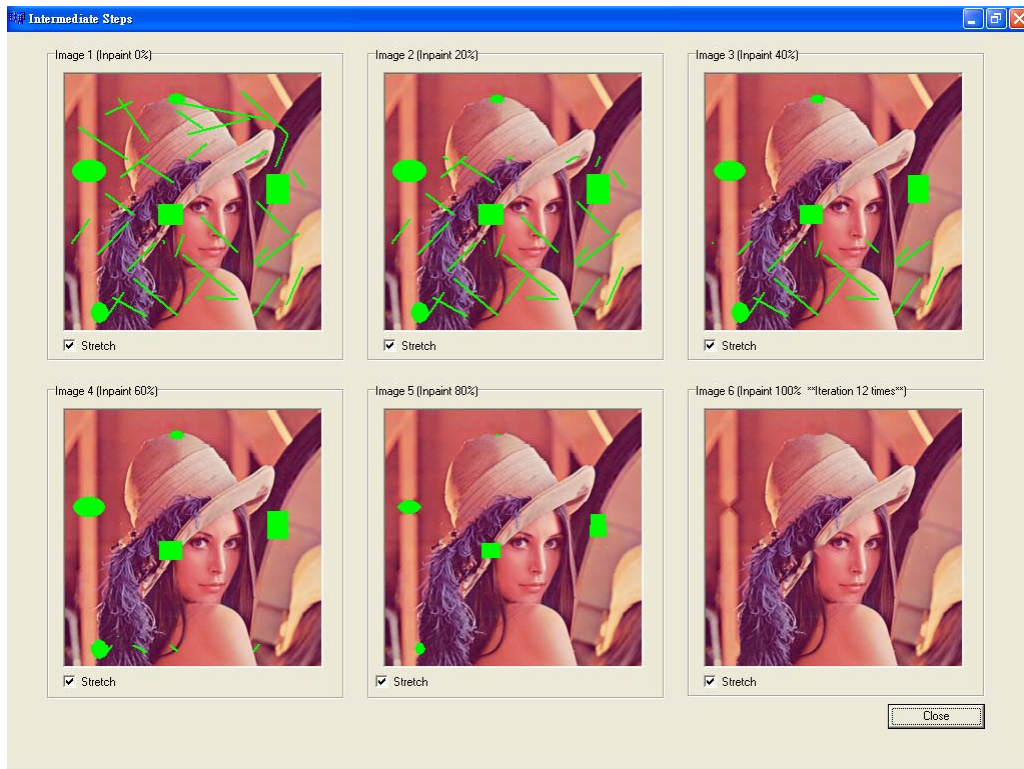 Intermediate Steps
Image 1 (Inpaint 0%)
Image 2 (Inpaint 20%)
Image 3 (Inpaint 40%)
Stretch
Stretch
Stretch
Image 4 (Inpaint 60%)
Image 5 (Inpaint 80%)
Image 6 (Inpaint 100% **Iteration 12 times**)
Stretch
Stretch
Stretch
Close